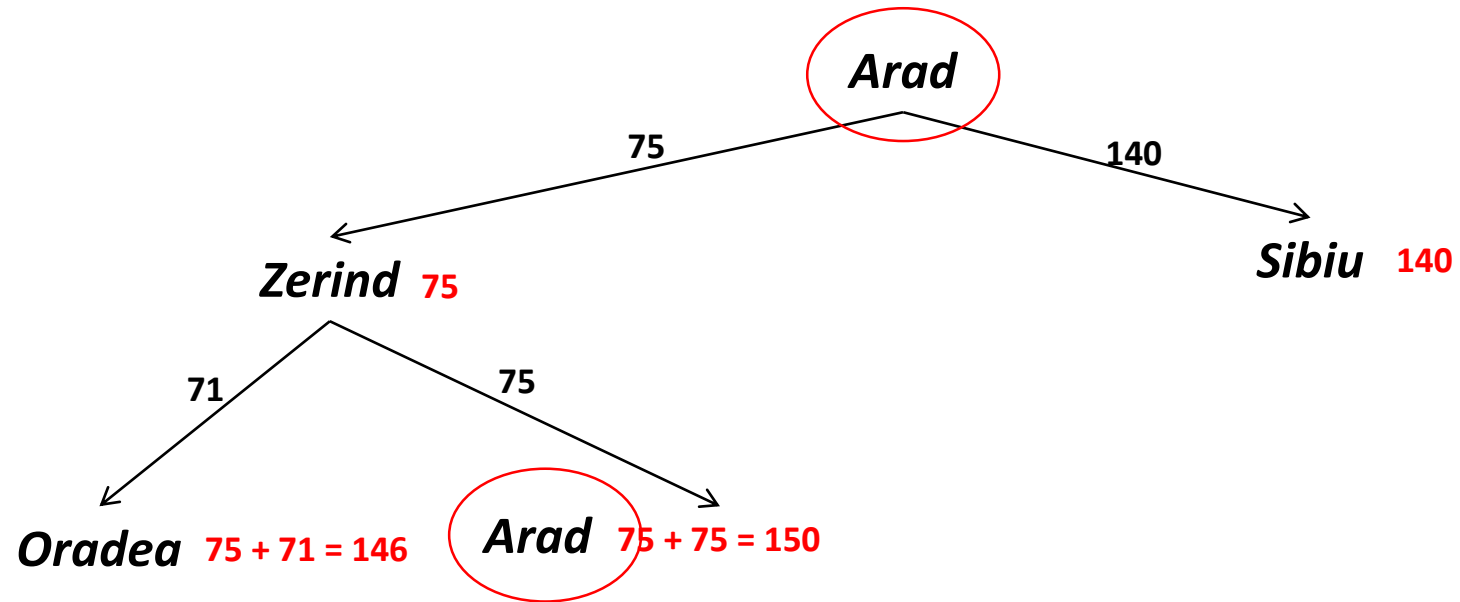 Arad
75
140
Zerind 75
Sibiu 140
71
75
Oradea 75 + 71 = 146
Arad 75 + 75 = 150